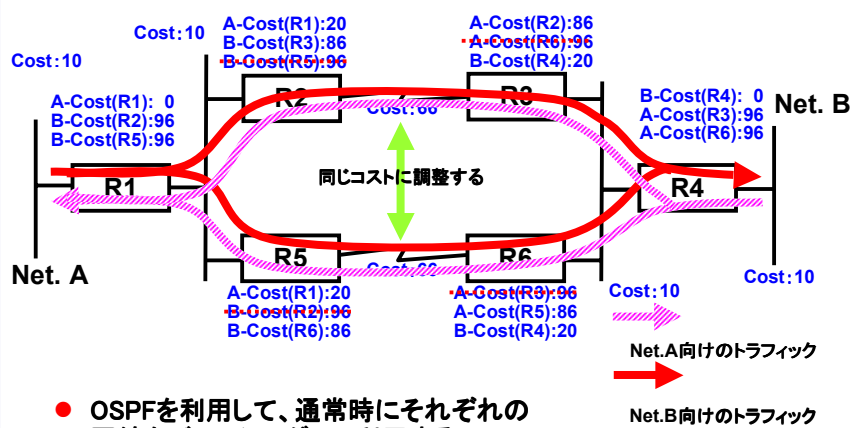 A-Cost(R1):20
B-Cost(R3):86
B-Cost(R5):96
A-Cost(R2):86
A-Cost(R6):96
B-Cost(R4):20
Cost:10
Cost:10
A-Cost(R1): 0
B-Cost(R2):96
B-Cost(R5):96
B-Cost(R4): 0
A-Cost(R3):96
A-Cost(R6):96
Net. B
R2
R3
Cost:66
同じコストに調整する
R1
R4
R5
R6
Cost:66
Net. A
A-Cost(R1):20
B-Cost(R2):96
B-Cost(R6):86
A-Cost(R3):96
A-Cost(R5):86
B-Cost(R4):20
Cost:10
Cost:10
Net.A向けのトラフィック
Net.B向けのトラフィック
● OSPFを利用して、通常時にそれぞれの